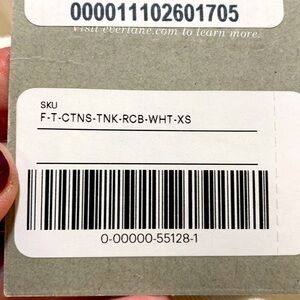 000011102601705
visit everlane.com to learn more.
SKU
F-T-CTNS-TNK-RCB-WHT-XS
0-00000-55128-1